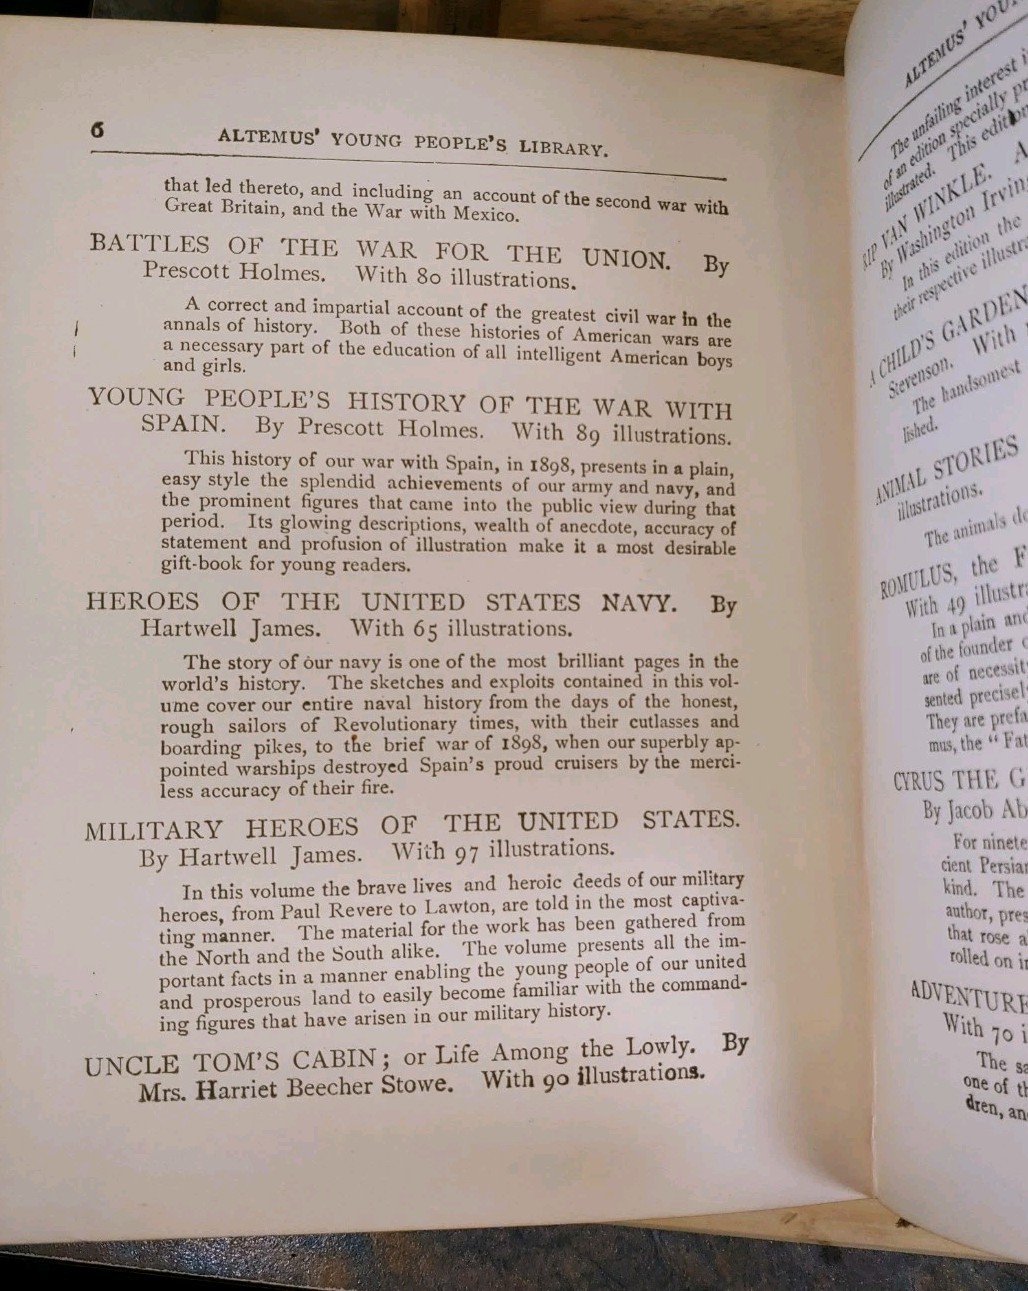 6
ALTEMUS' YOUNG PEOPLE'S LIBRARY.
that led thereto, and including an account of the second war with
Great Britain, and the War with Mexico.
BATTLES OF THE WAR FOR THE UNION. By
Prescott Holmes. With 80 illustrations.
A correct and impartial account of the greatest civil war in the
annals of history. Both of these histories of American wars are
a necessary part of the education of all intelligent American boys
and girls.
YOUNG PEOPLE'S HISTORY OF THE WAR WITH
SPAIN. By Prescott Holmes. With 89 illustrations.
This history of our war with Spain, in 1898, presents in a plain,
easy style the splendid achievements of our army and navy, and
the prominent figures that came into the public view during that
period. Its glowing descriptions, wealth of anecdote, accuracy of
statement and profusion of illustration make it a most desirable
gift-book for young readers.
HEROES OF THE UNITED STATES NAVY. By
Hartwell James. With 65 illustrations.
The story of our navy is one of the most brilliant pages in the
world's history. The sketches and exploits contained in this vol-
ume cover our entire naval history from the days of the honest,
rough sailors of Revolutionary times, with their cutlasses and
boarding pikes, to the brief war of 1898, when our superbly ap-
pointed warships destroyed Spain's proud cruisers by the merci-
less accuracy of their fire.
MILITARY HEROES OF THE UNITED STATES.
By Hartwell James. With 97 illustrations.
In this volume the brave lives and heroic deeds of our military
heroes, from Paul Revere to Lawton, are told in the most captiva-
ting manner. The material for the work has been gathered from
the North and the South alike. The volume presents all the im-
portant facts in a manner enabling the young people of our united
and prosperous land to easily become familiar with the command-
ing figures that have arisen in our military history.
UNCLE TOM'S CABIN; or Life Among the Lowly. By
Mrs. Harriet Beecher Stowe. With 90 illustrations.
ALTEMUS'
The unfailing interest
of an edition specially
illustrated. This
RIP VAN WINKLE.
By Washington
In this edition the
their respective
A CHILD'S GARDEN
Stevenson. With
The handsomest
lished.
ANIMAL STORIES
illustrations.
The animals
ROMULUS, the
With 49
In a plain
of the founder
are of
sented
They are
mus, the "
CYRUS THE
By Jacob
For
cient
kind. The
author,
that rose
rolled on
With 70
The
one of
dren,